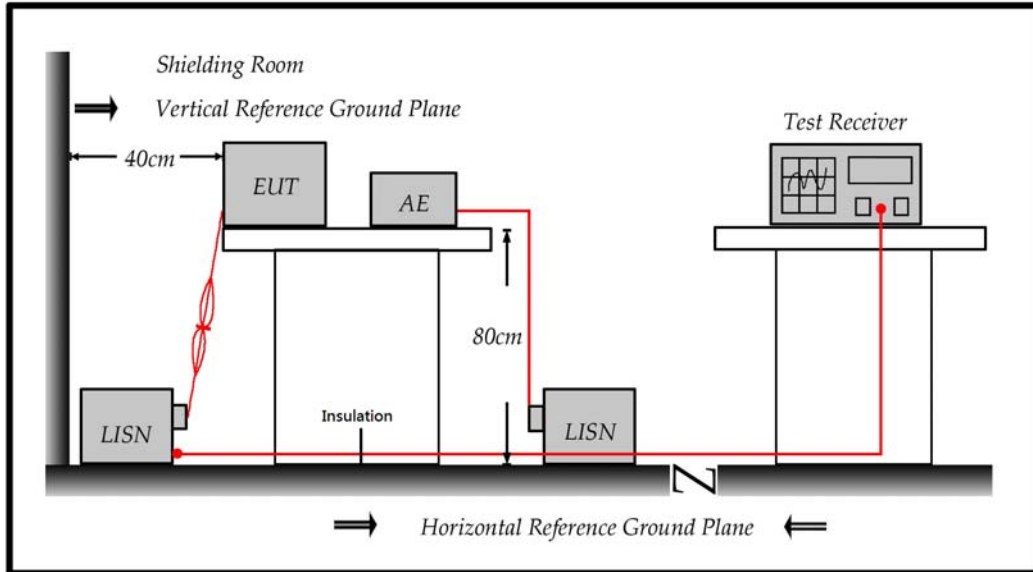 Shielding Room
Vertical Reference Ground Plane
Test Receiver
40cm
EUT
AE
80cm
Insulation
LISN
LISN
Horizontal Reference Ground Plane